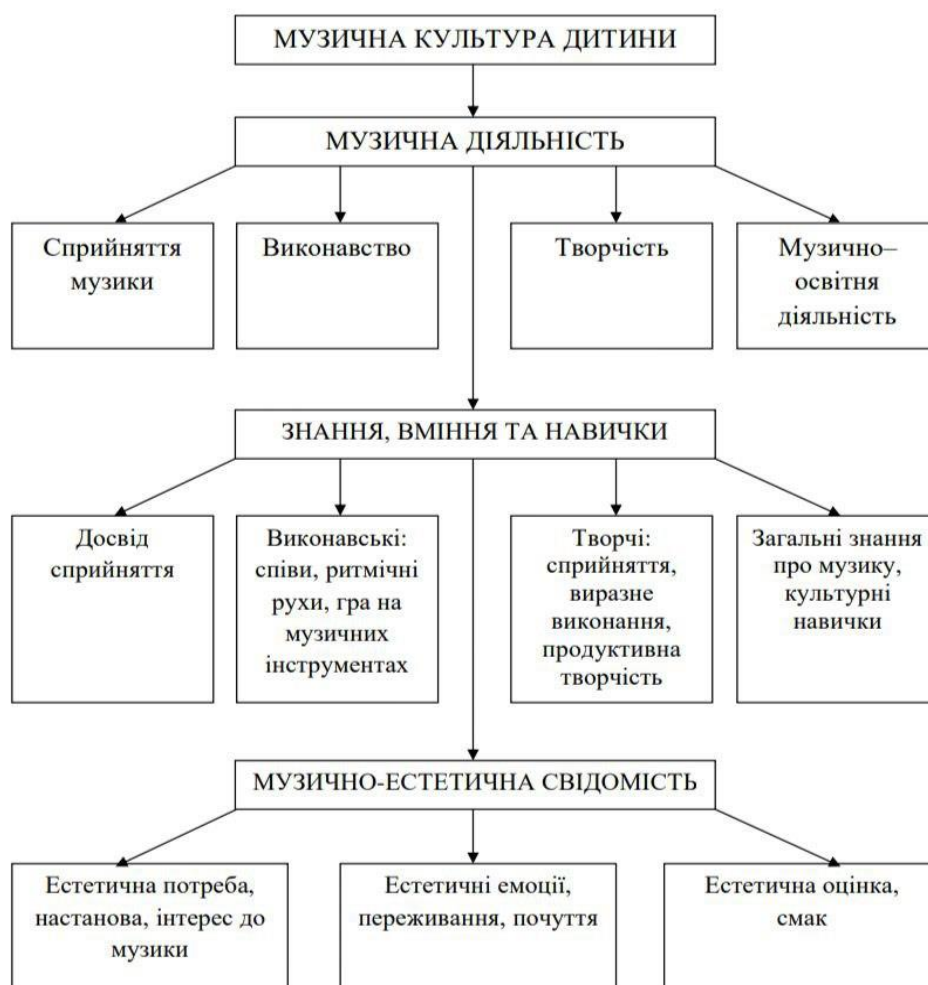 МУЗИЧНА КУЛЬТУРА ДИТИНИ
МУЗИЧНА ДІЯЛЬНІСТЬ
Сприйняття
музики
Виконавство
Творчість
Музично–
освітня
діяльність
ЗНАННЯ, ВМІННЯ ТА НАВИЧКИ
Досвід
сприйняття
Виконавські:
співи, ритмічні
рухи, гра на
музичних
інструментах
Творчі:
сприйняття,
виразне
виконання,
продуктивна
творчість
Загальні знання
про музику,
культурні
навички
МУЗИЧНО-ЕСТЕТИЧНА СВІДОМІСТЬ
Естетична потреба,
настанова, інтерес до
музики
Естетичні емоції,
переживання, почуття
Естетична оцінка,
смак